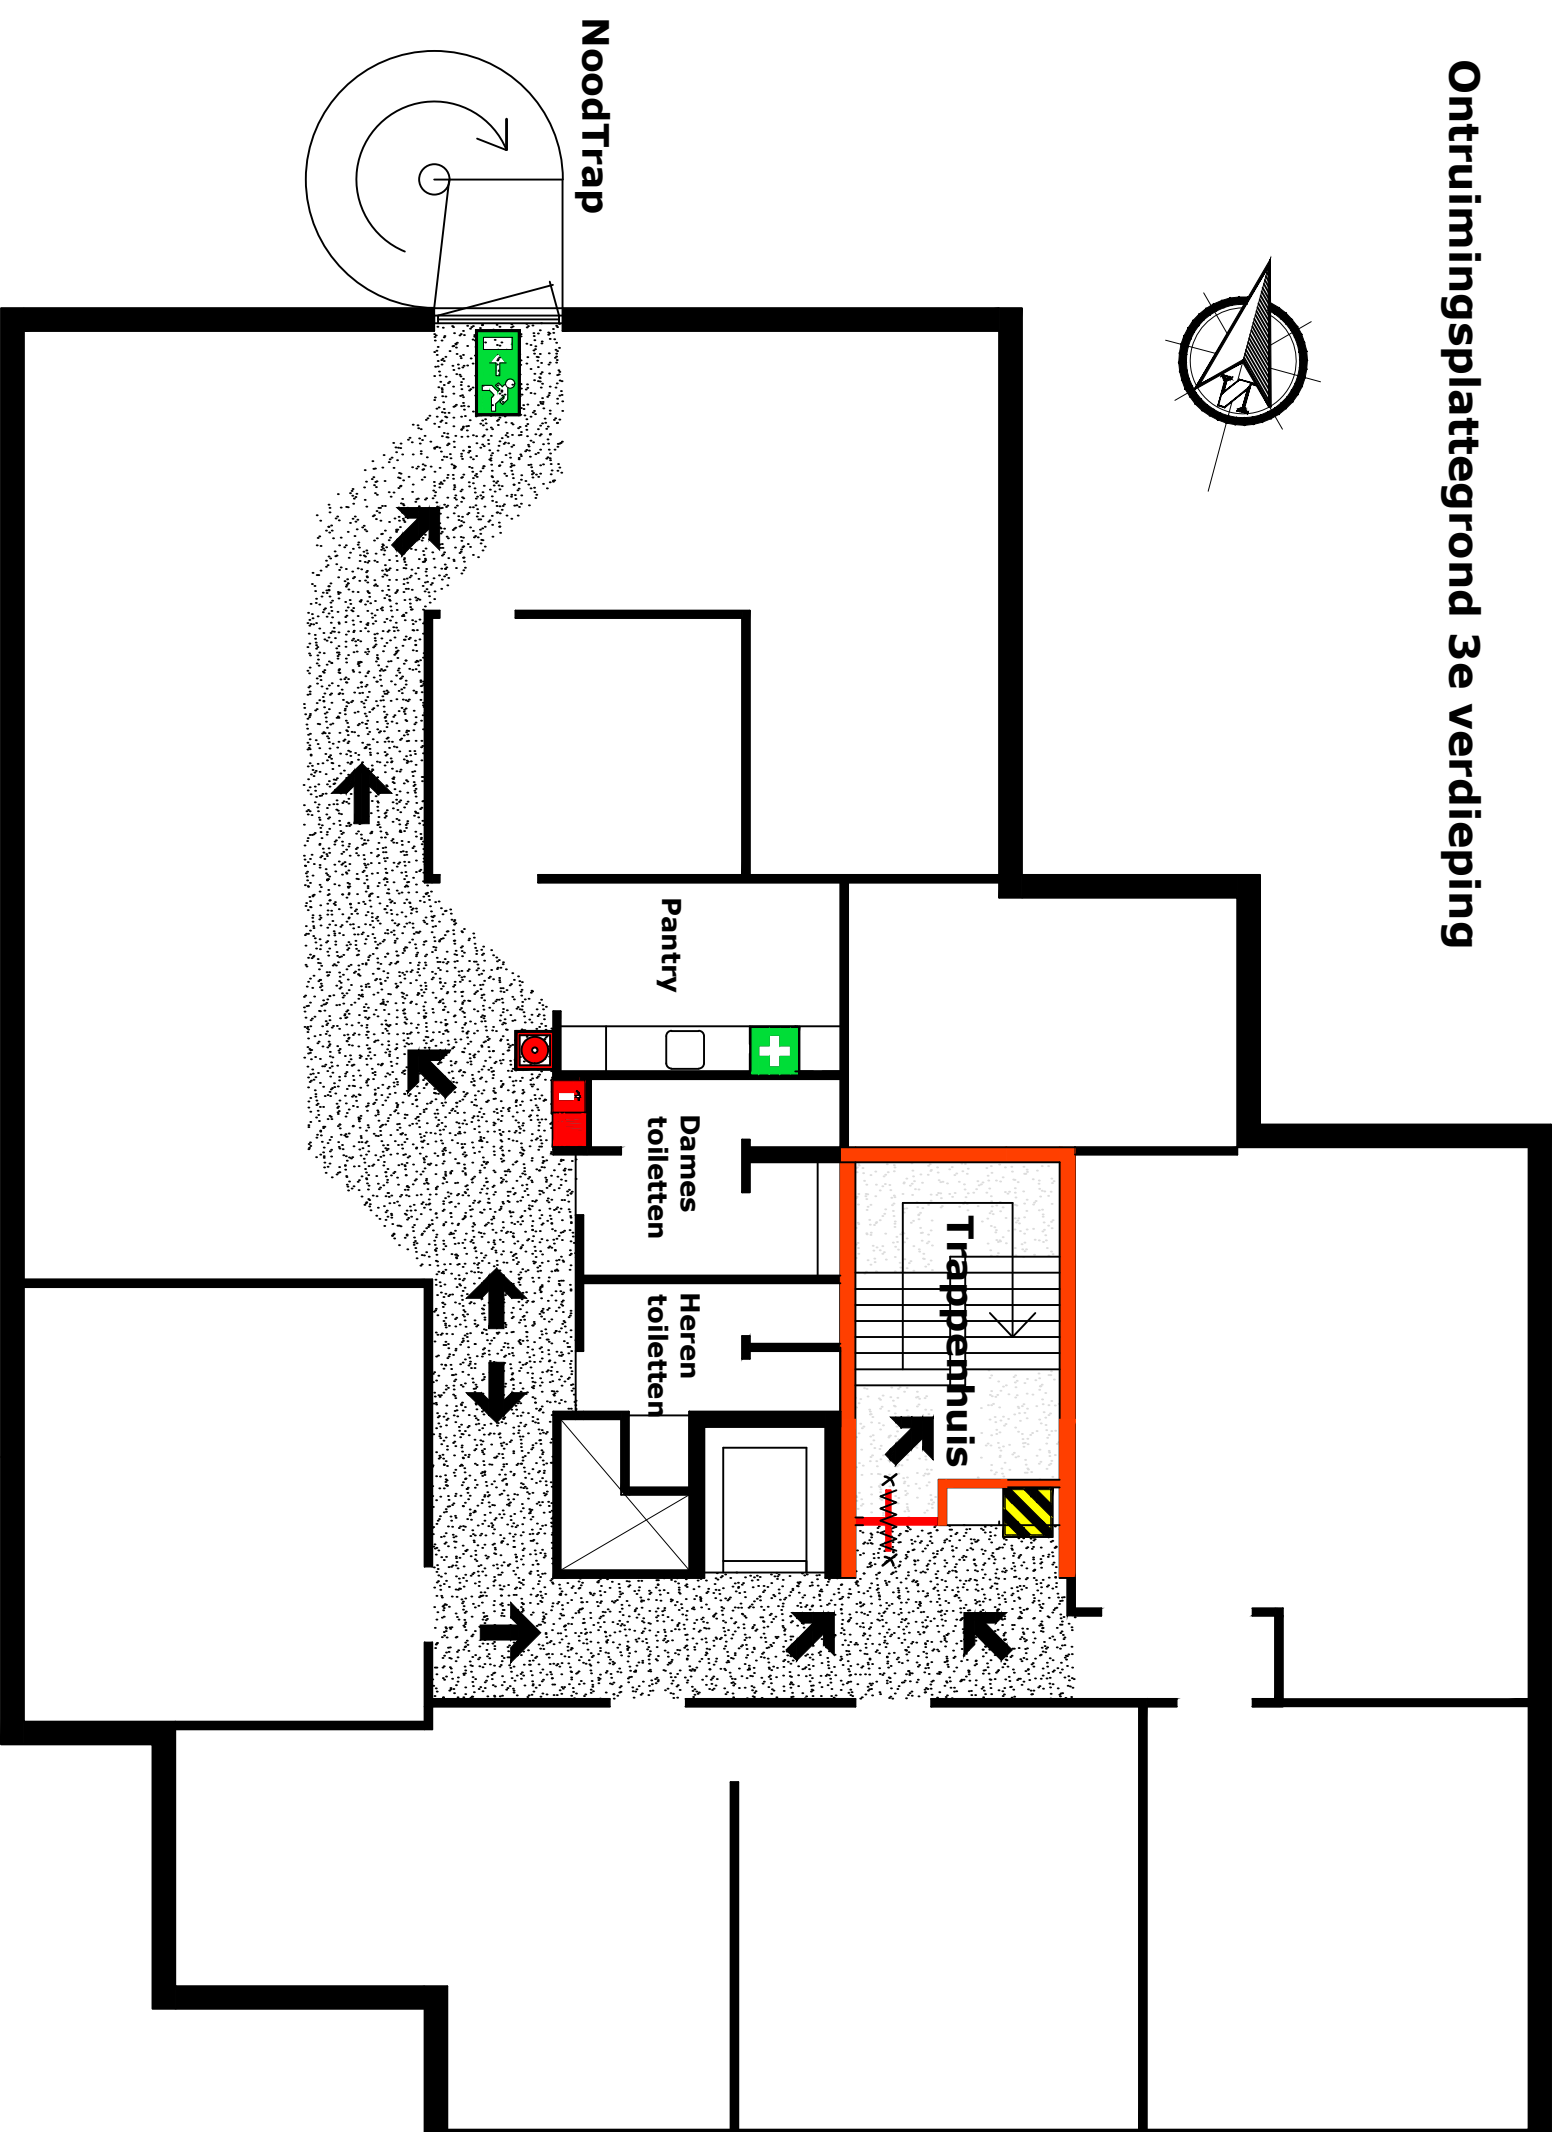 Ontruimingsplattegrond 3e verdieping
NoodTrap
Pantry
Dames
toiletten
Heren
toiletten
Trappenhuis
N